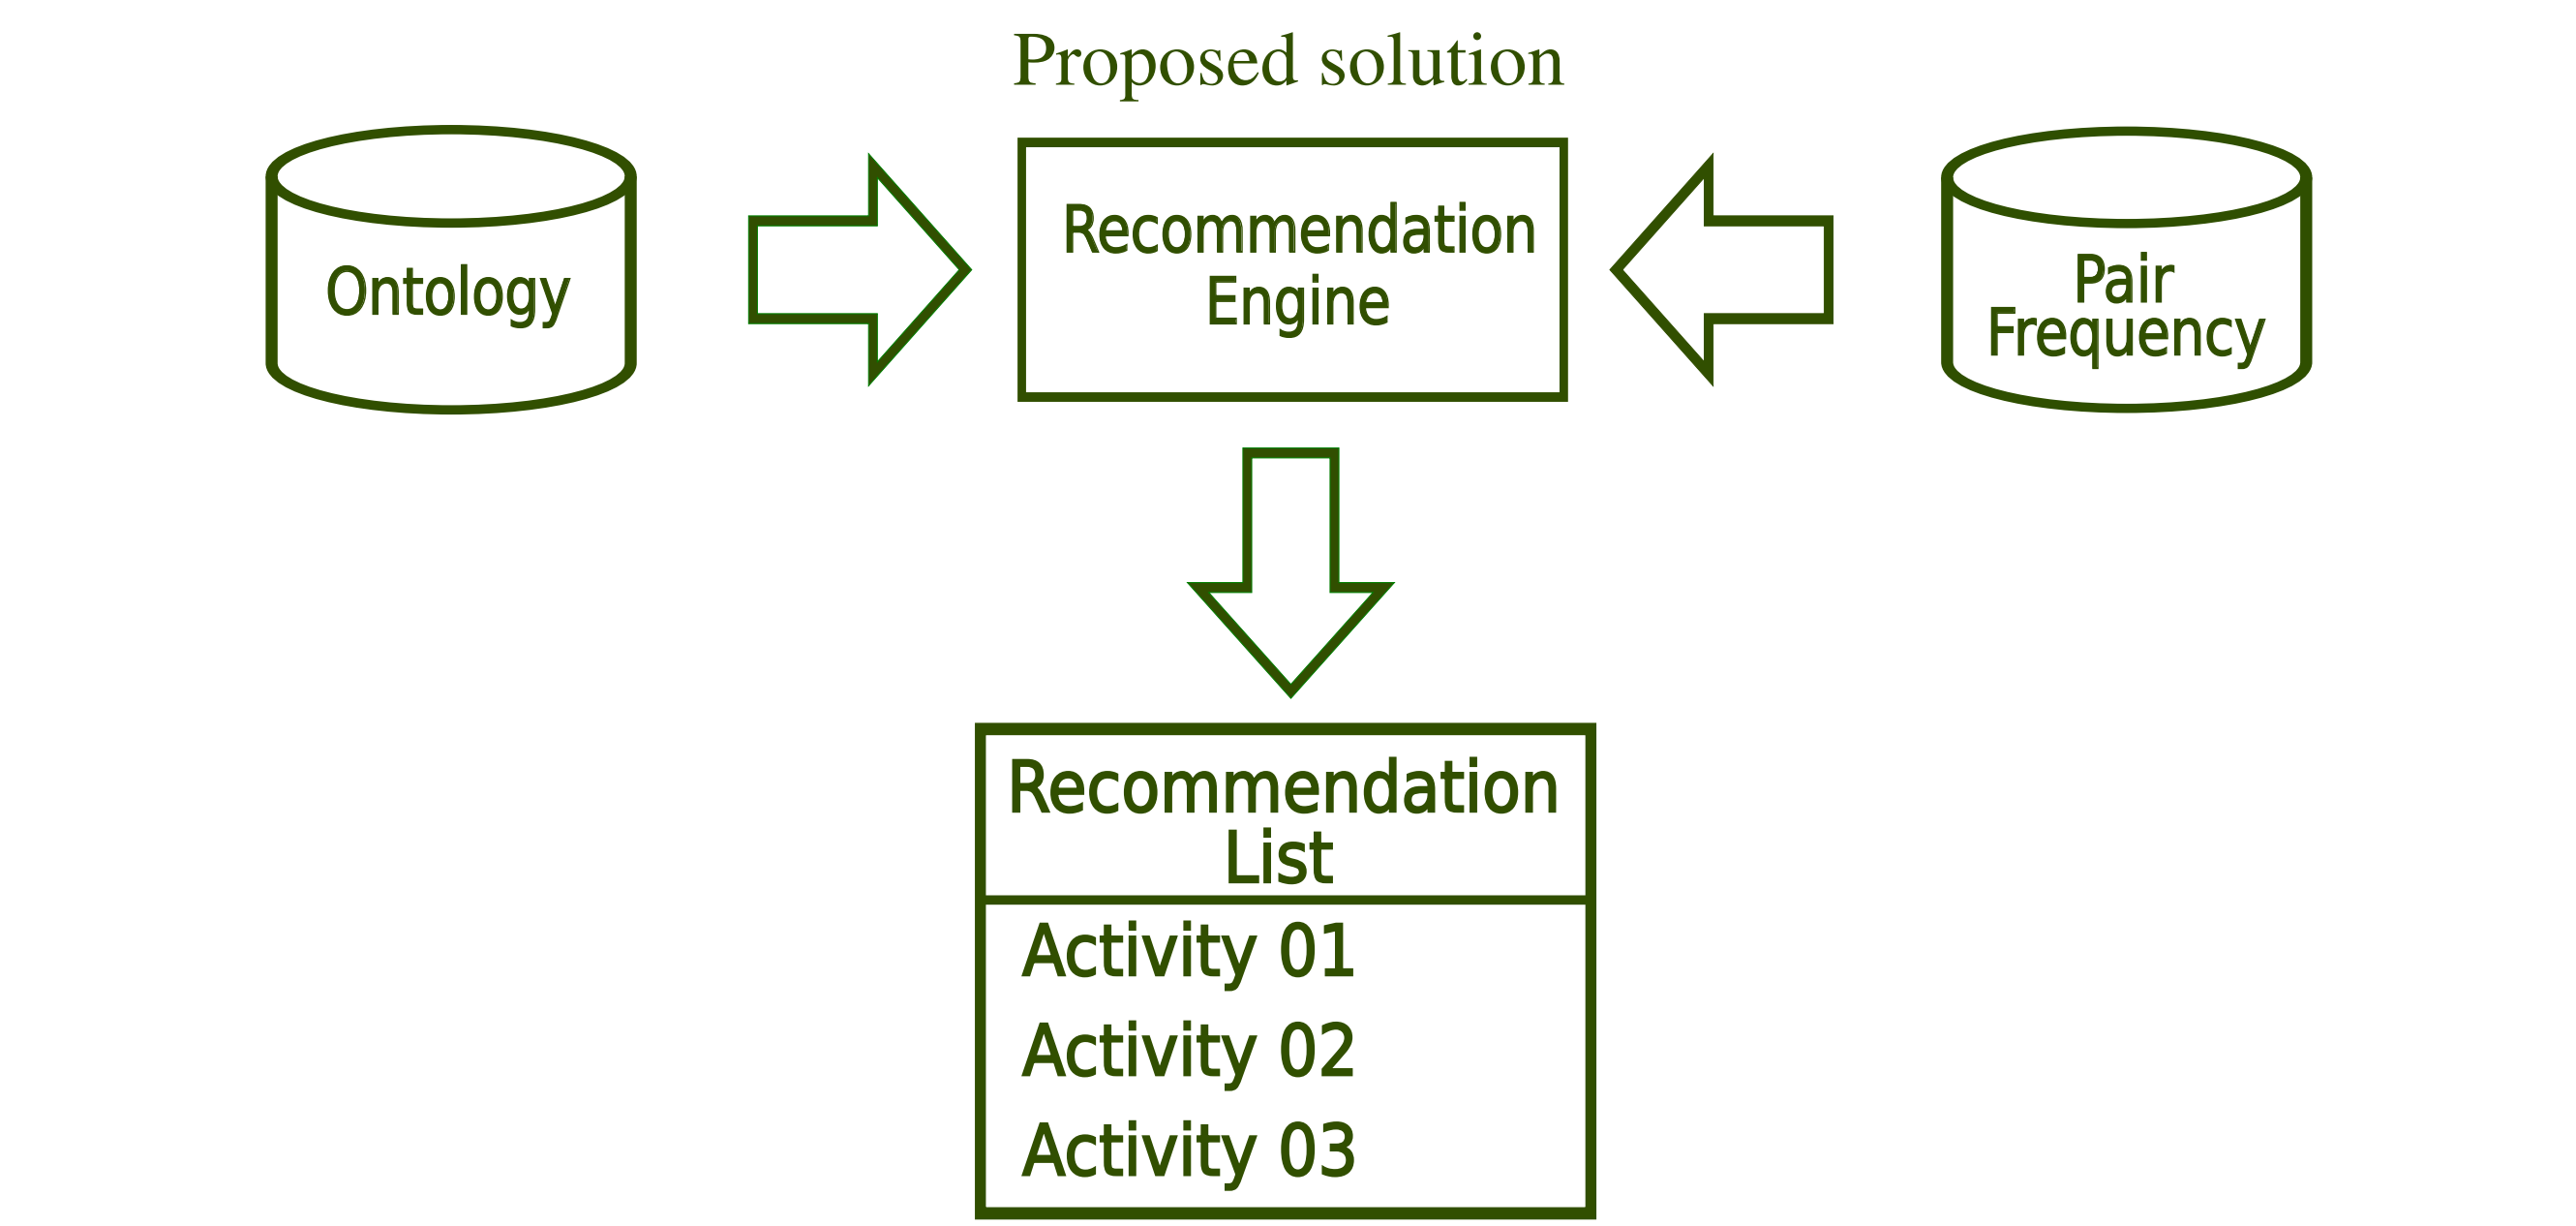 Proposed solution
Ontology
Recommendation
Engine
Pair
Frequency
Recommendation
List
Activity 01
Activity 02
Activity 03